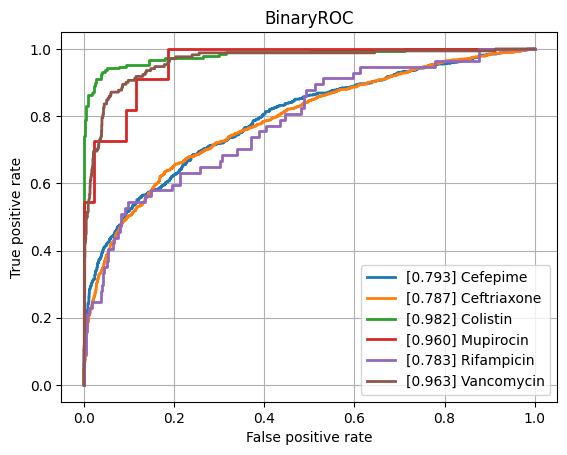 BinaryROC
True positive rate
1.0
0.8
0.6
0.4
0.2
0.0
[0.793] Cefepime
[0.787] Ceftriaxone
[0.982] Colistin
[0.960] Mupirocin
[0.783] Rifampicin
[0.963] Vancomycin
0.0 0.2 0.4 0.6 0.8 1.0
False positive rate